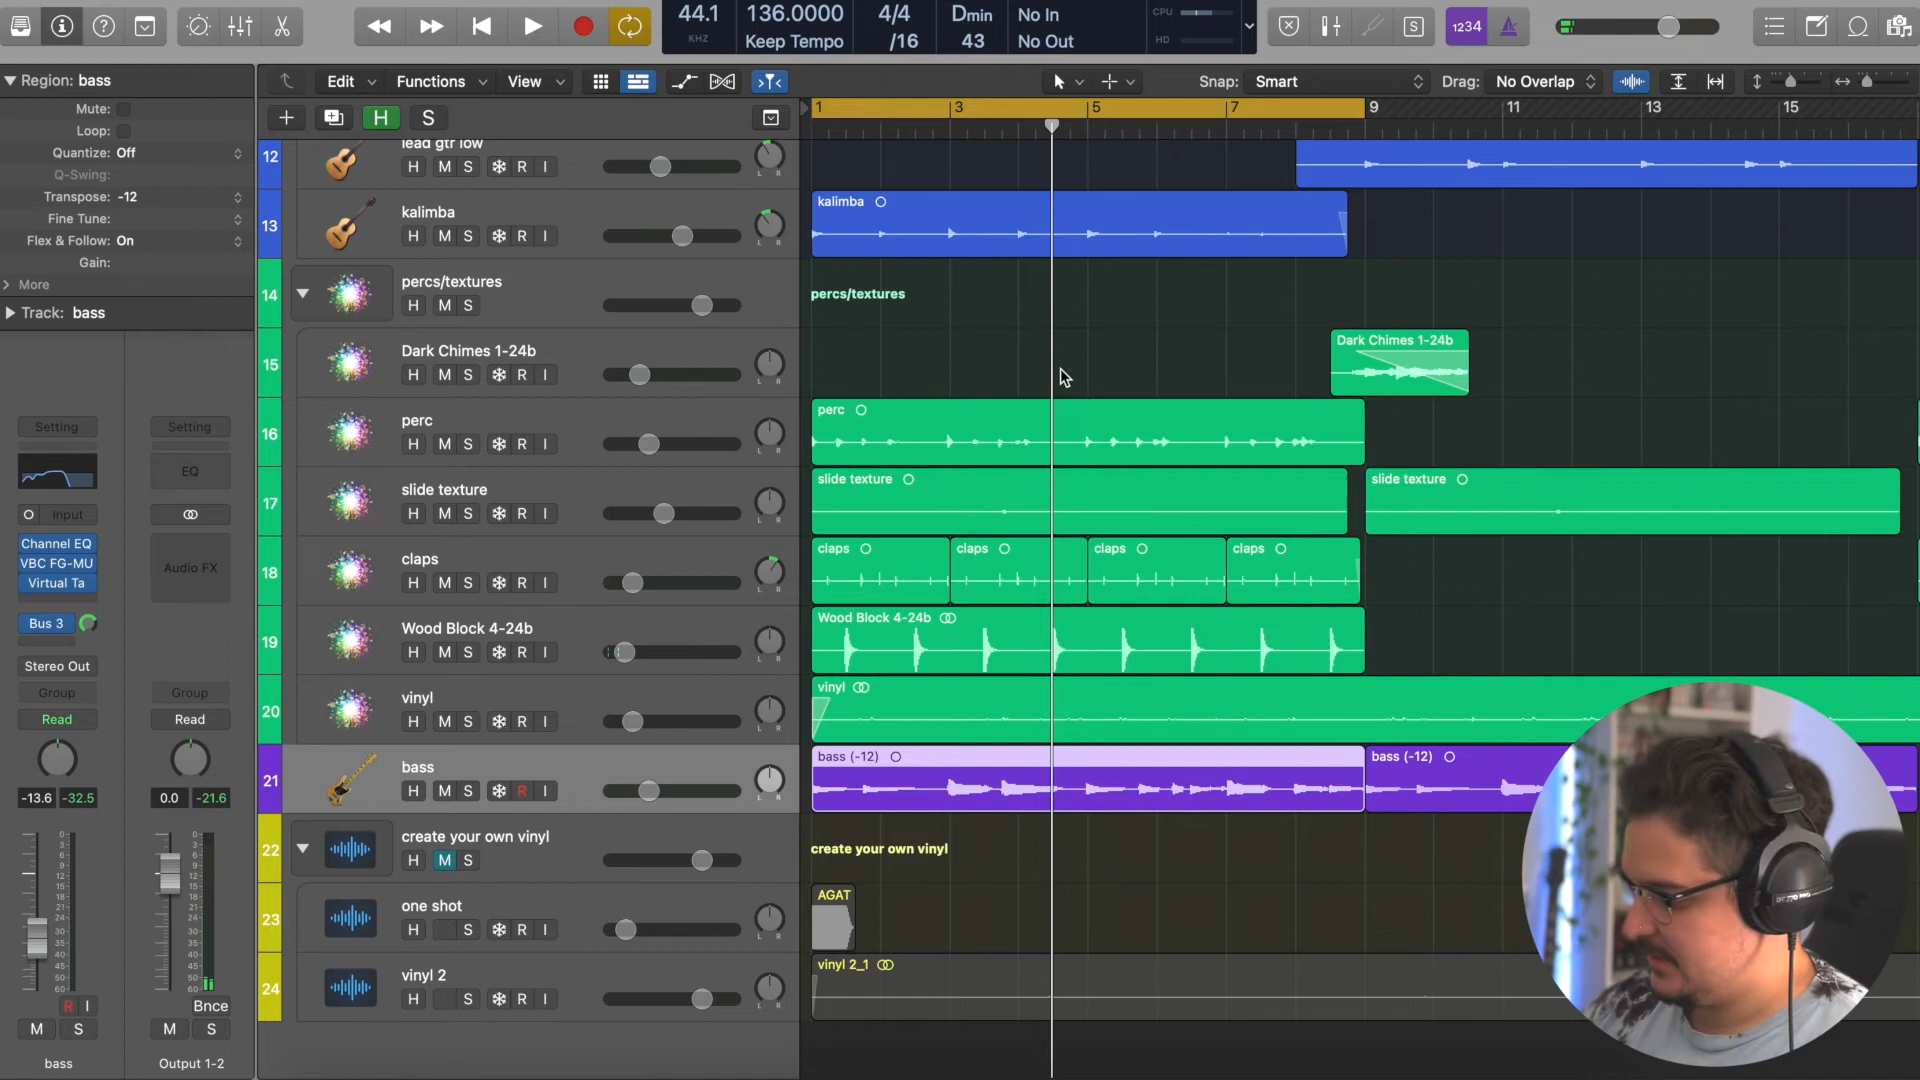 44.1
KHZ
136.0000
Keep Tempo
4/4
/16
Dmin
43
No In
No Out
CPU
HD
1234
Region: bass
Mute:
Loop:
Quantize: Off
Q-Swing:
Transpose: -12
Fine Tune:
Flex & Follow: On
Gain:
More
Track: bass
Edit
Functions
View
Snap: Smart
Drag: No Overlap
H
S
1
3
5
7
9
11
13
15
12
lead gtr low
H M S R I
L R
13
kalimba
H M S R I
L R
kalimba
14
percs/textures
H M S
percs/textures
15
Dark Chimes 1-24b
H M S R I
L R
Dark Chimes 1-24b
16
perc
H M S R I
L R
perc
17
slide texture
H M S R I
L R
slide texture
slide texture
18
claps
H M S R I
L R
claps
claps
claps
claps
19
Wood Block 4-24b
H M S R I
L R
Wood Block 4-24b
20
vinyl
H M S R I
L R
vinyl
21
bass
H M S R I
L R
bass (-12)
bass (-12)
22
create your own vinyl
H M S
create your own vinyl
23
one shot
H S R I
L R
AGAT
24
vinyl 2
H S R I
L R
vinyl 2_1
Setting
Setting
EQ
Input
Channel EQ
VBC FG-MU
Virtual Ta
Audio FX
Bus 3
Stereo Out
Group
Group
Read
Read
-13.6 -32.5
0.0 -21.6
R I
Bnce
M S
M S
bass
Output 1-2